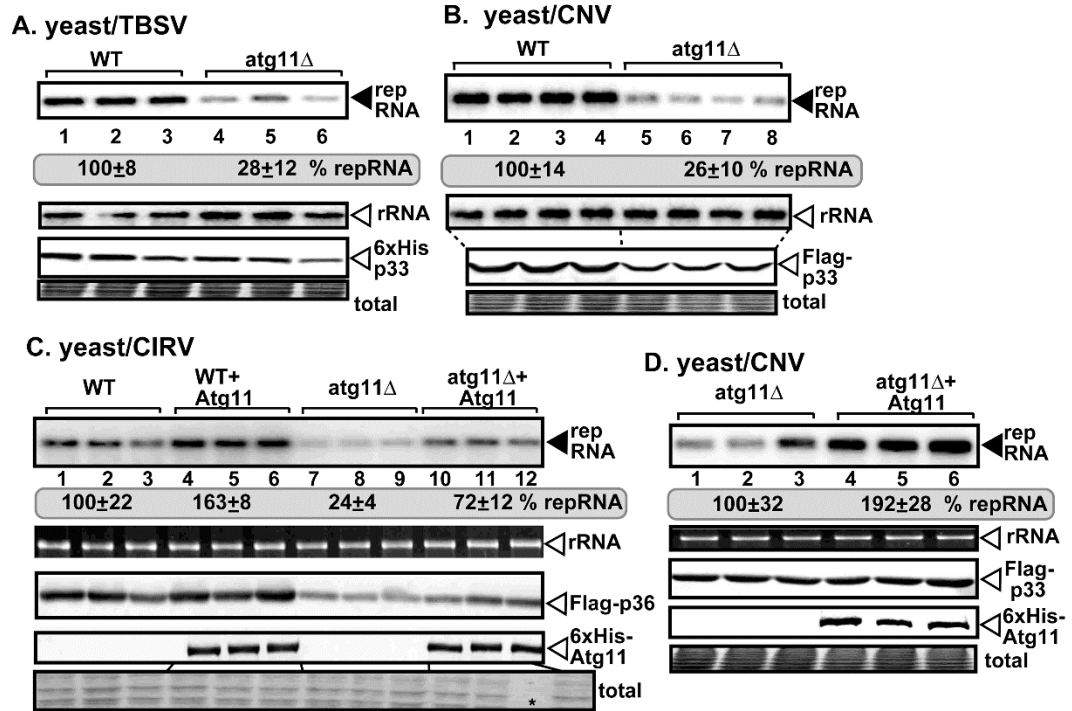 A. yeast/TBSV
WT atg11Δ
rep
RNA
1 2 3 4 5 6
100±8 28±12 % repRNA
rRNA
6xHis
p33
total
B. yeast/CNV
WT atg11Δ
rep
RNA
1 2 3 4 5 6 7 8
100±14 26±10 % repRNA
rRNA
Flag-
p33
total
C. yeast/CIRV
WT WT+
Atg11 atg11Δ atg11Δ+
Atg11
rep
RNA
1 2 3 4 5 6 7 8 9 10 11 12
100±22 163±8 24±4 72±12 % repRNA
rRNA
Flag-p36
6xHis-
Atg11
total
*
D. yeast/CNV
atg11Δ atg11Δ+
Atg11
rep
RNA
1 2 3 4 5 6
100±32 192±28 % repRNA
rRNA
Flag-
p33
6xHis-
Atg11
total